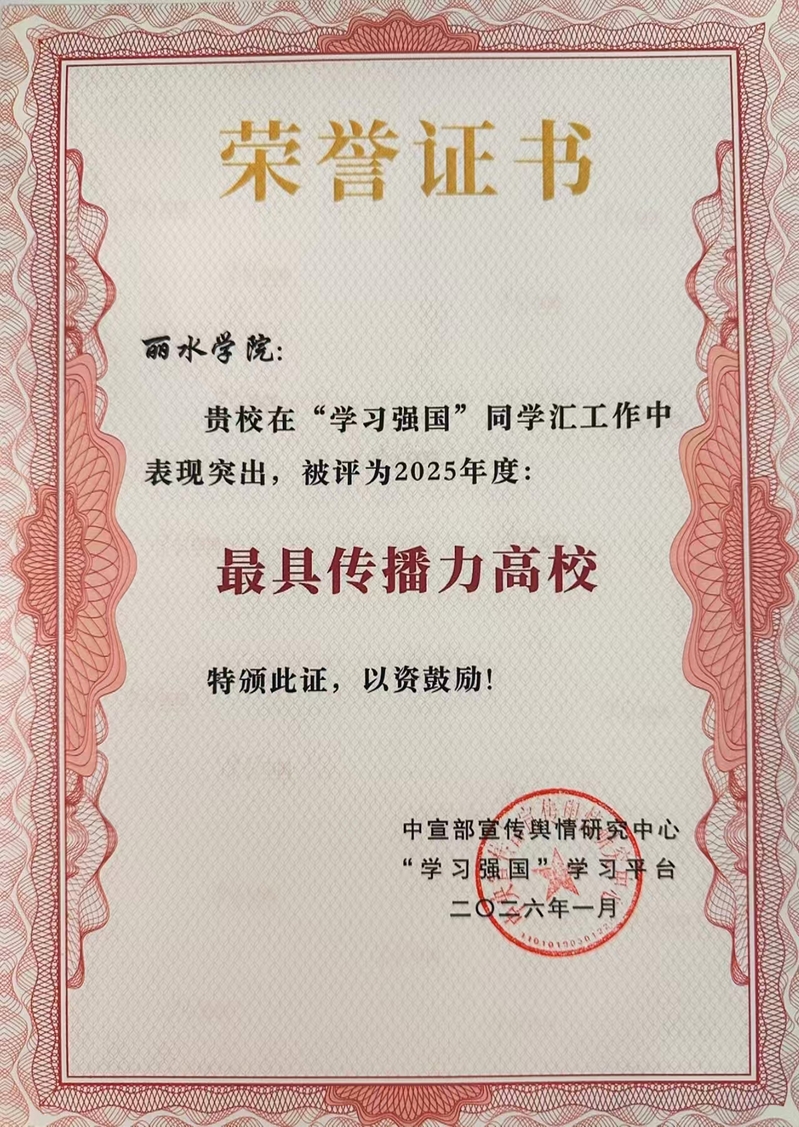 荣誉证书
丽水学院：
贵校在“学习强国”同学汇工作中
表现突出，被评为2025年度：
最具传播力高校
特颁此证，以资鼓励！
中宣部宣传舆情研究中心
“学习强国”学习平台
二〇二六年一月